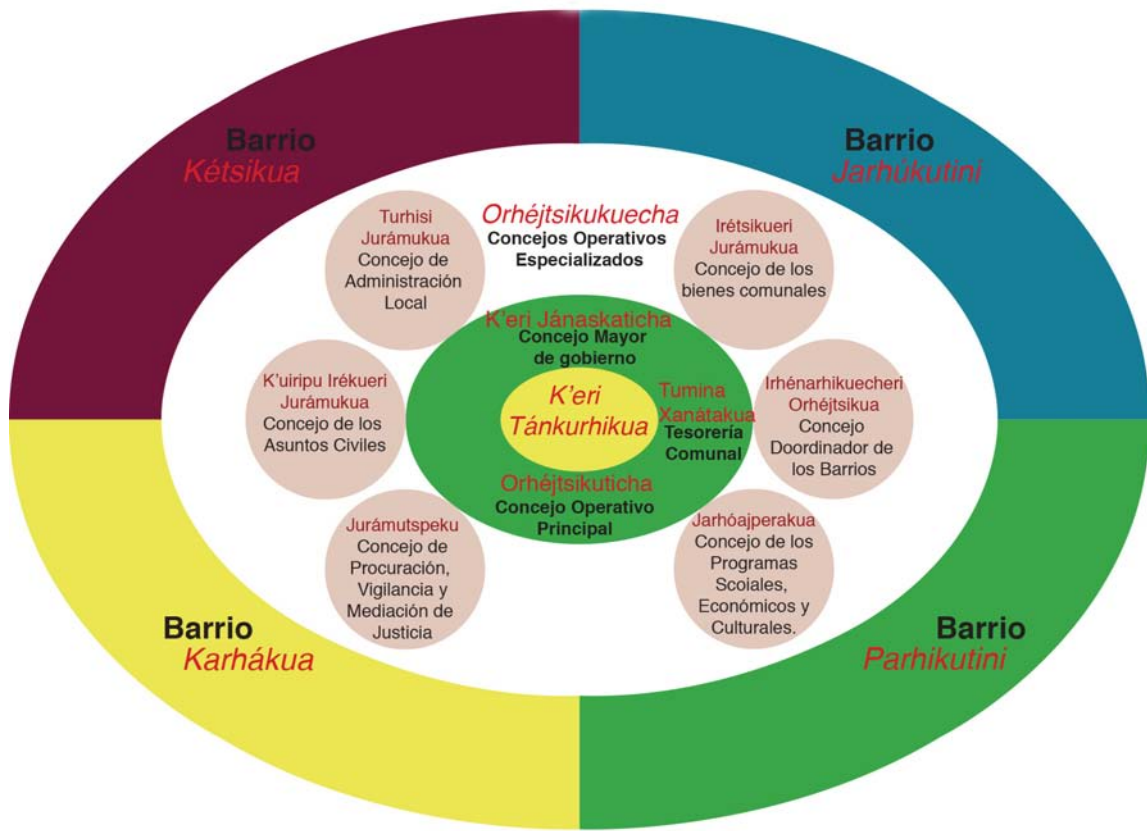 Barrio
Kétsikua
Barrio
Jarhúkutini
Turhisi
Jurámukua
Concejo de
Administración
Local
Orhéjtsikukuecha
Concejos Operativos
Especializados
Irétsikueri
Jurámukua
Concejo de los
bienes comunales
K'uiripu Irékueri
Jurámukua
Concejo de los
Asuntos Civiles
K'eri Jánaskaticha
Concejo Mayor
de gobierno
K'eri
Tánkurhikua
Tumina
Xanátakua
Tesorería
Comunal
Orhéjtsikuticha
Concejo Operativo
Principal
Irhénarhikuecheri
Orhéjtsikua
Concejo
Doordinador de
los Barrios
Jurámutspeku
Concejo de
Procuración,
Vigilancia y
Mediación de
Justicia
Jarhóajperakua
Concejo de los
Programas
Scoiales,
Económicos y
Culturales.
Barrio
Karhákua
Barrio
Parhikutini